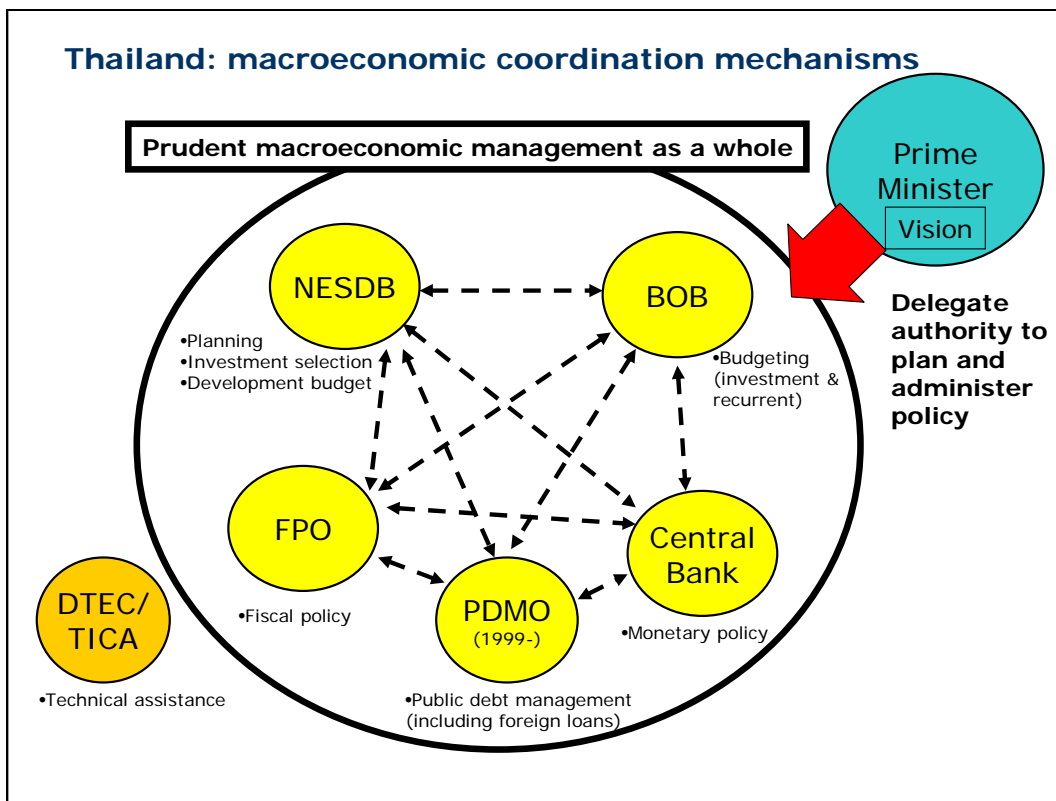 Thailand: macroeconomic coordination mechanisms
Prudent macroeconomic management as a whole
Prime
Minister
Vision
Delegate
authority to
plan and
administer
policy
NESDB
•Planning
•Investment selection
•Development budget
BOB
•Budgeting
(investment &
recurrent)
FPO
•Fiscal policy
PDMO
(1999-)
•Public debt management
(including foreign loans)
Central
Bank
•Monetary policy
DTEC/
TICA
•Technical assistance